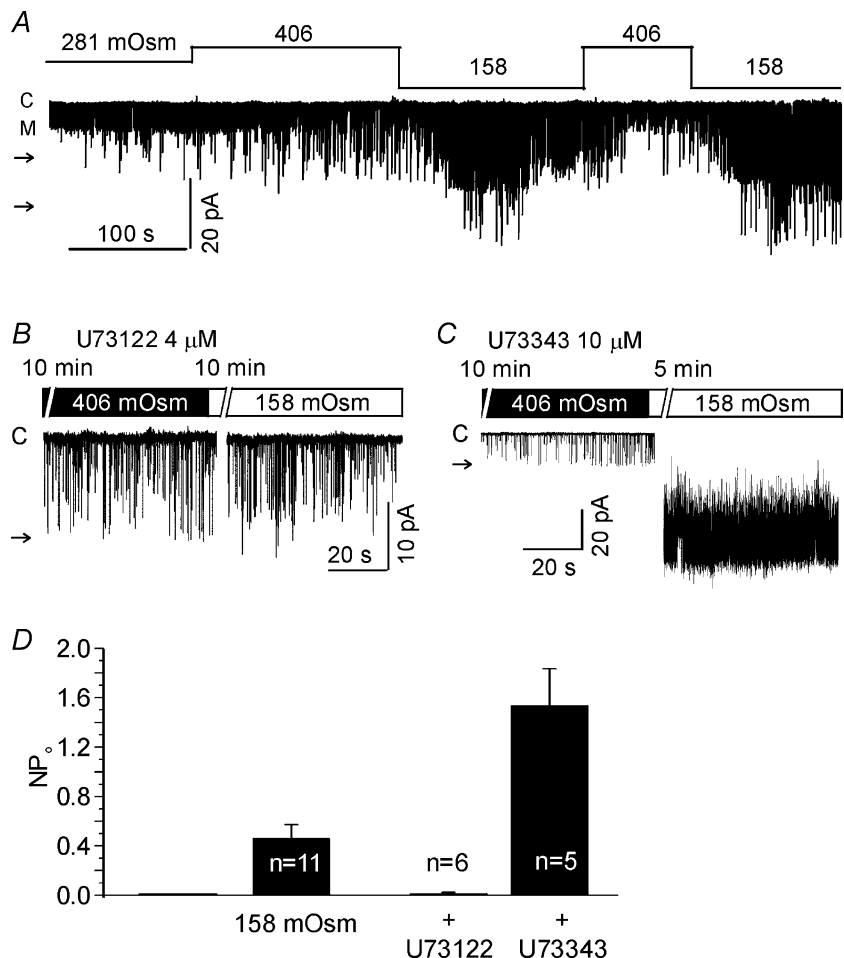 A
281 mOsm
406
158
406
158
C
M
→
→
100 s
20 pA
B
U73122 4 μM
10 min
10 min
406 mOsm
158 mOsm
C
→
20 s
10 pA
C
U73343 10 μM
10 min
5 min
406 mOsm
158 mOsm
C
→
20 s
20 pA
D
NP°
2.0
1.6
1.2
0.8
0.4
0.0
n=11
n=6
n=5
158 mOsm
+
U73122
+
U73343